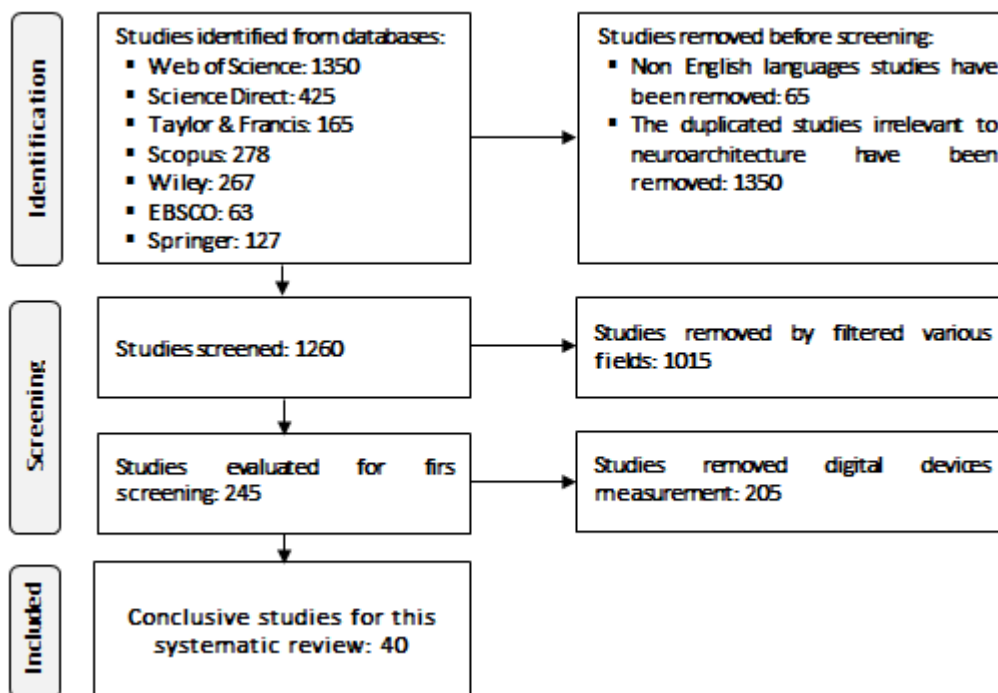 Identification
Studies identified from databases:
▪ Web of Science: 1350
▪ Science Direct: 425
▪ Taylor & Francis: 165
▪ Scopus: 278
▪ Wiley: 267
▪ EBSCO: 63
▪ Springer: 127
Studies removed before screening:
▪ Non English languages studies have
been removed: 65
▪ The duplicated studies irrelevant to
neuroarchitecture have been
removed: 1350
Screening
Studies screened: 1260
Studies removed by filtered various
fields: 1015
Studies evaluated for firs
screening: 245
Studies removed digital devices
measurement: 205
Included
Conclusive studies for this
systematic review: 40